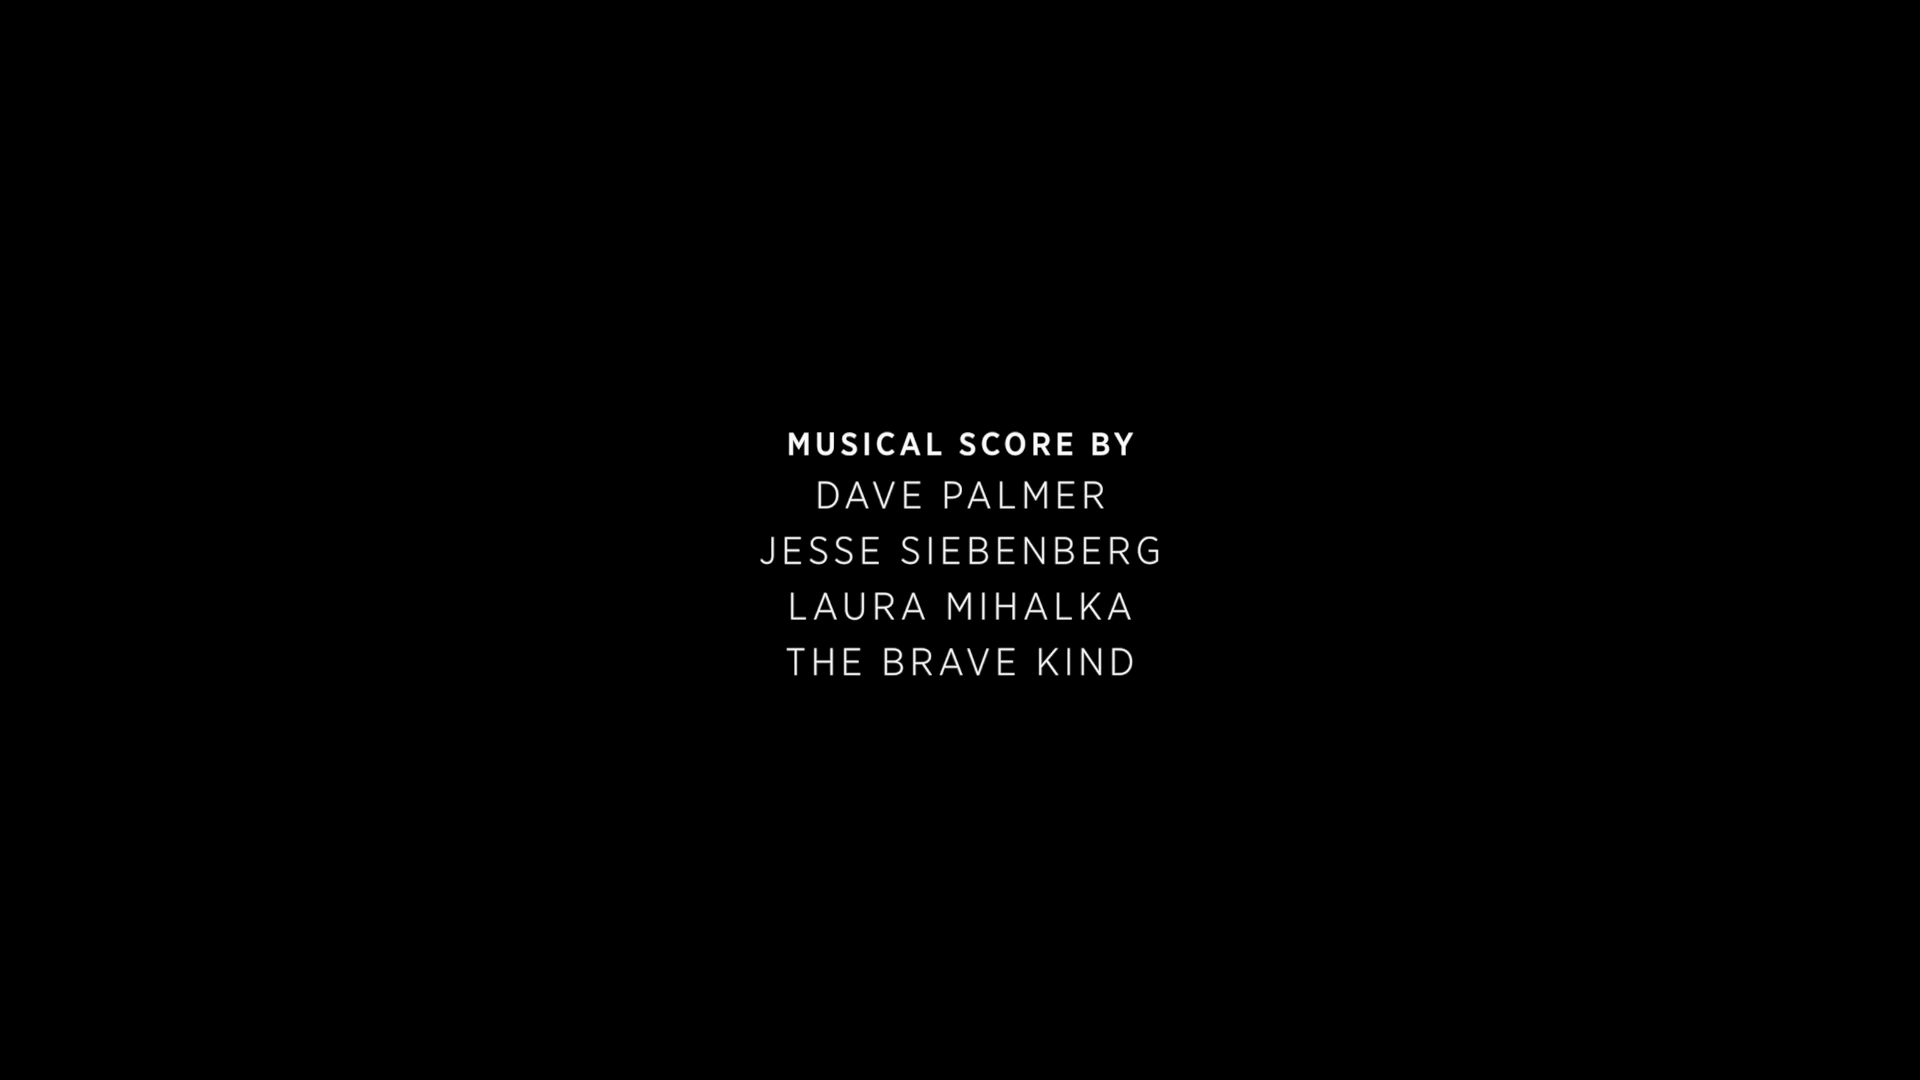 MUSICAL SCORE BY
DAVE PALMER
JESSE SIEBENBERG
LAURA MIHALKA
THE BRAVE KIND